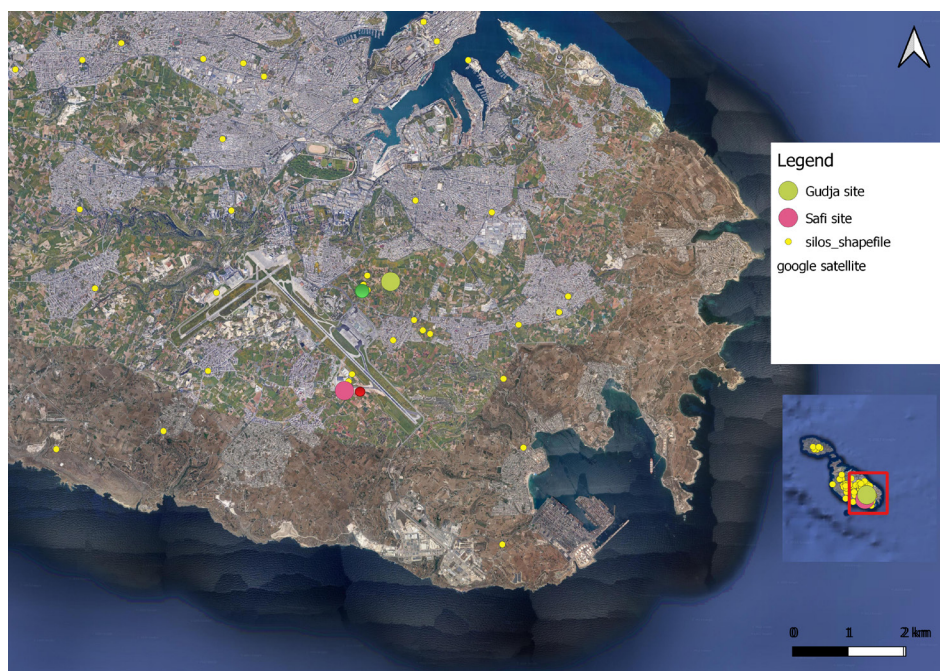 Legend
Gudja site
Safi site
silos_shapefile
google satellite
0 1 2 km